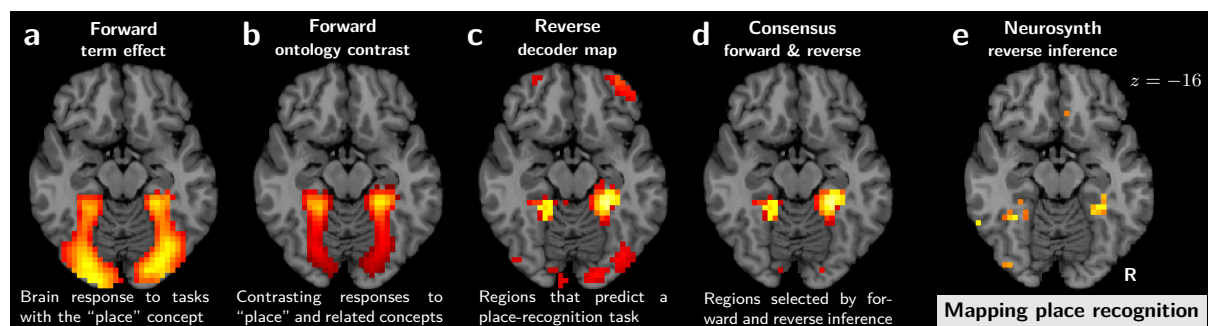 a Forward
term effect
Brain response to tasks
with the “place” concept
b Forward
ontology contrast
Contrasting responses to
“place” and related concepts
c Reverse
decoder map
Regions that predict a
place-recognition task
d Consensus
forward & reverse
Regions selected by for-
ward and reverse inference
e Neurosynth
reverse inference
z = −16
R
Mapping place recognition